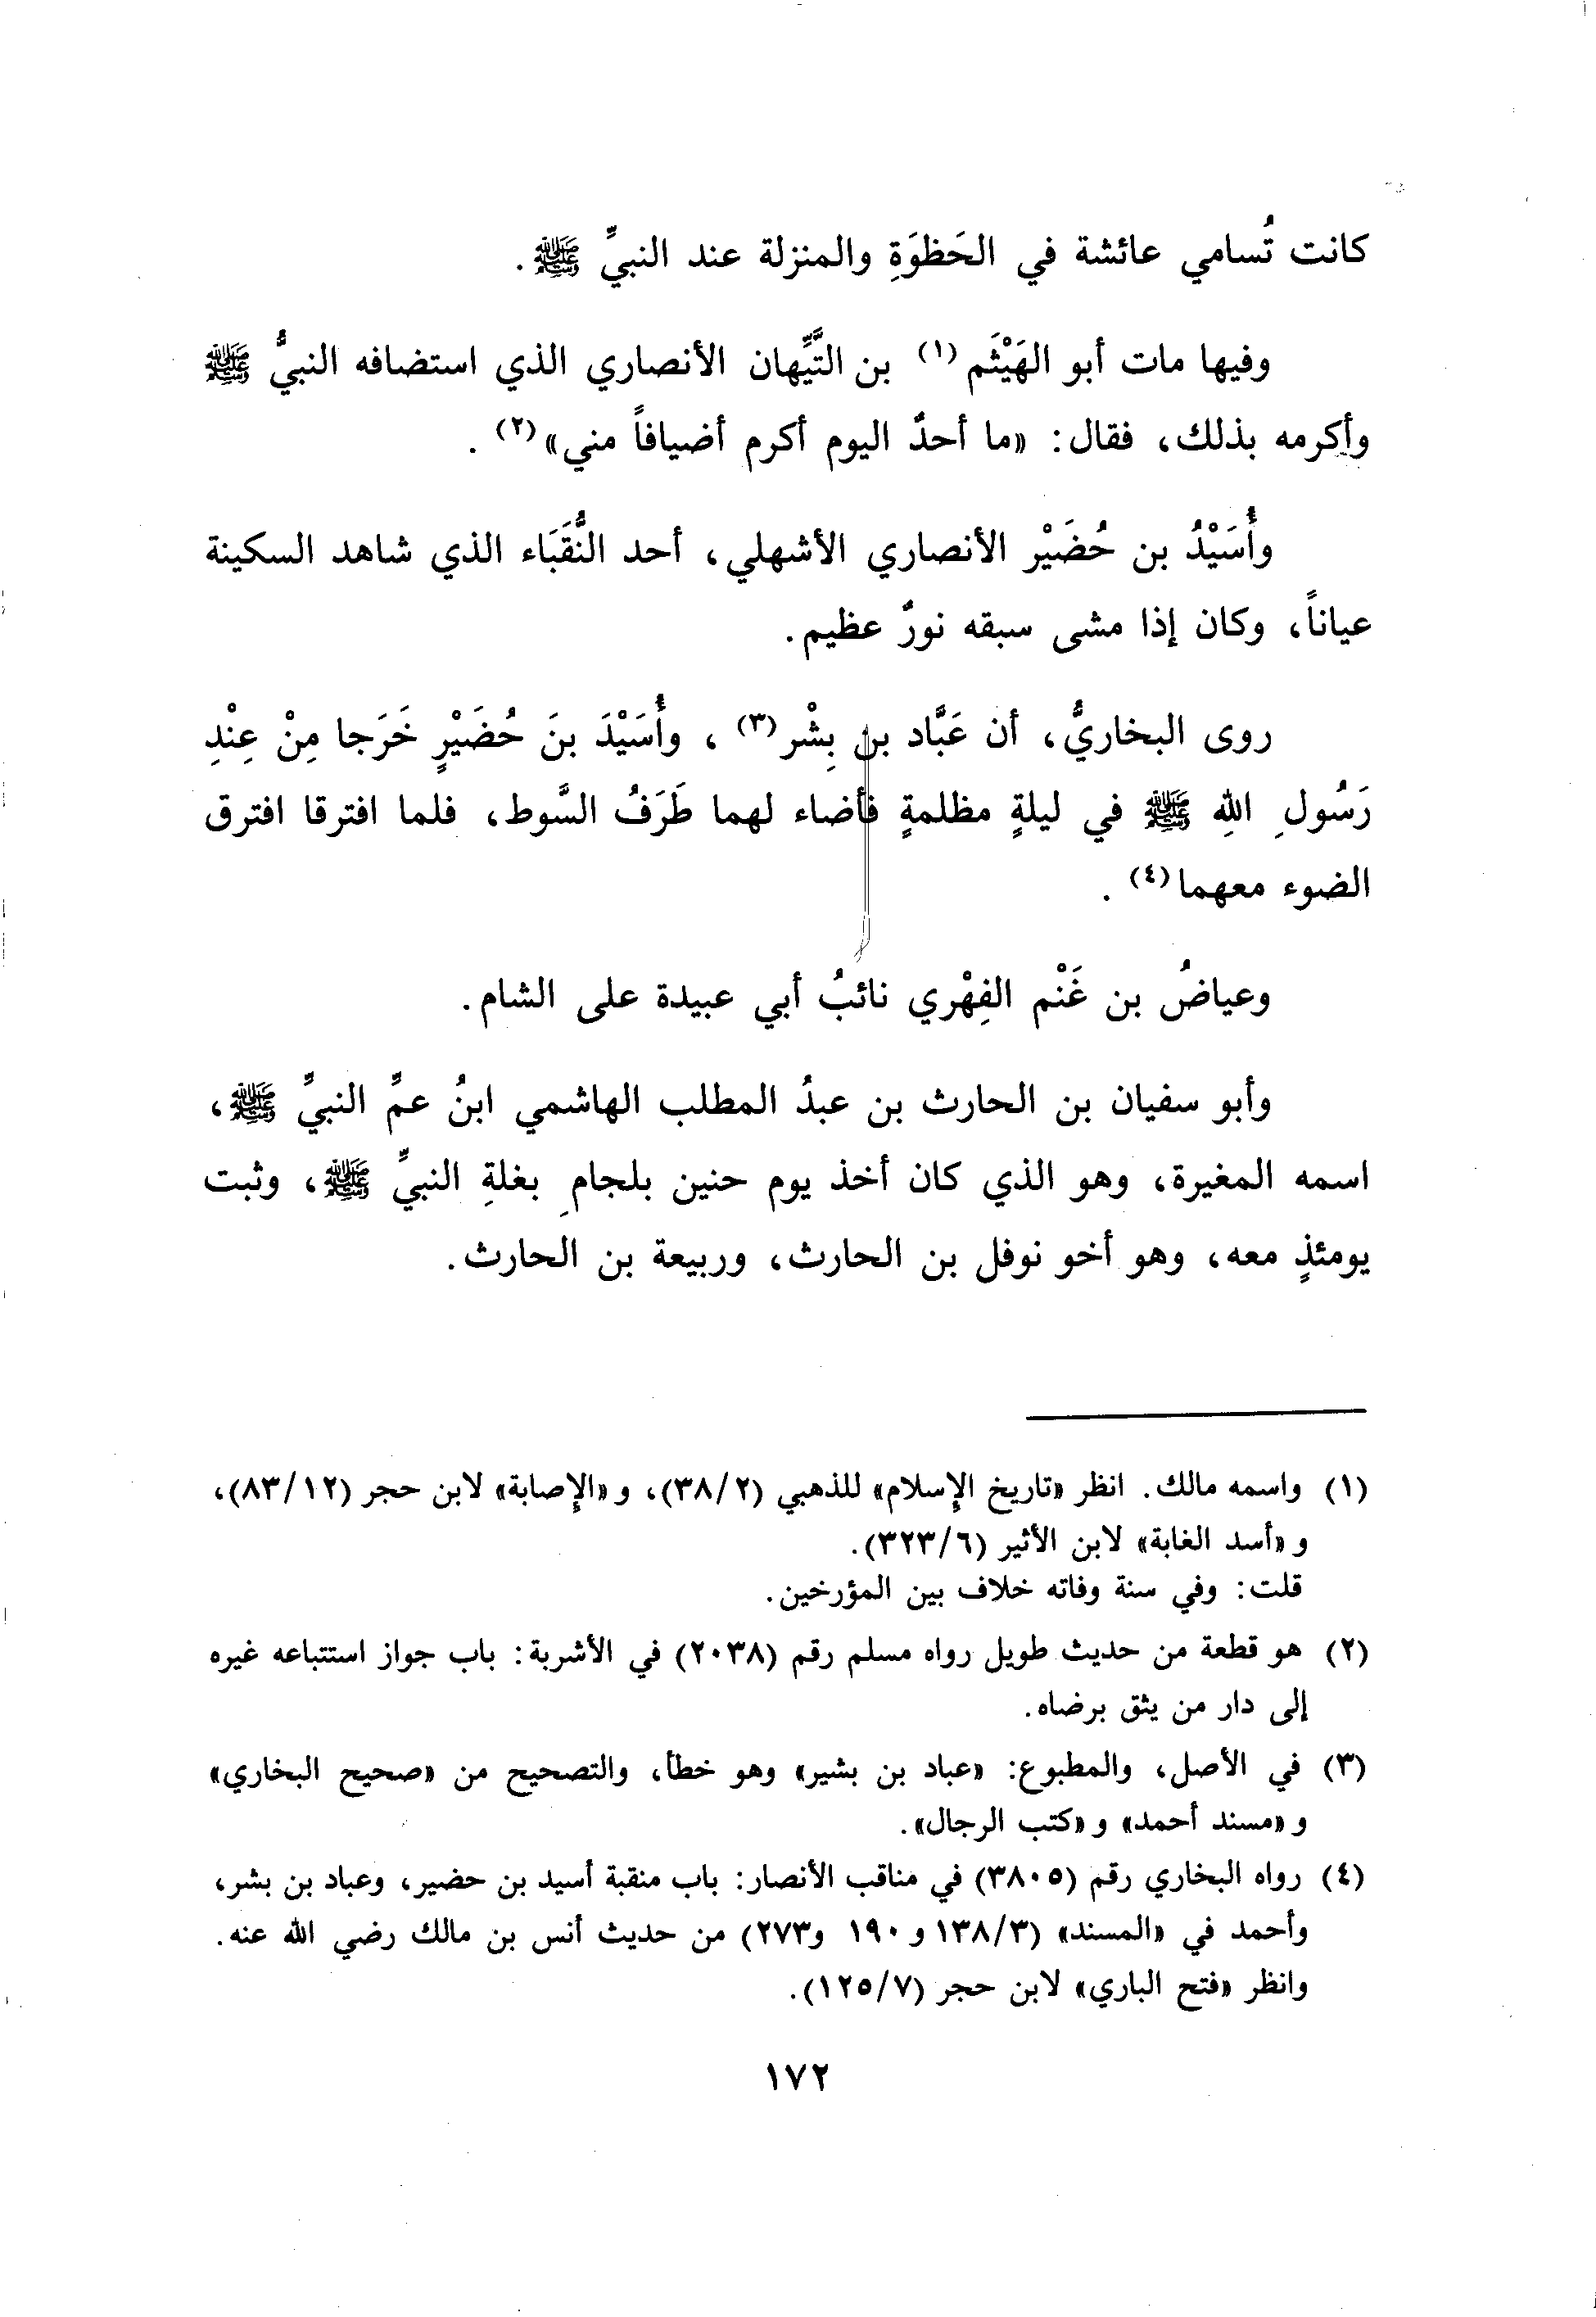 كانت تُسامي عائشة في الحَظوَةِ والمنزلة عند النبيِّ ﷺ.
وفيها مات أبو الهَيْثَم(١) بن التَّيِّهان الأنصاري الذي استضافه النبيُّ ﷺ
وأكرمه بذلك، فقال: «ما أحدٌ اليوم أكرم أضيافاً مني»(٢) .
وأُسَيْدُ بن حُضَيْر الأنصاري الأشهلي، أحد النُّقَبَاء الذي شاهد السكينة
عياناً، وكان إذا مشى سبقه نورٌ عظيم.
روى البخاريُّ، أن عَبَّاد بن بِشْر(٣) ، وأُسَيْدَ بنَ حُضَيْرٍ خَرَجا مِنْ عِنْدِ
رَسُولِ اللهِ ﷺ في ليلةٍ مظلمةٍ فأضاء لهما طَرَفُ السَّوط، فلما افترقا افترق
الضوء معهما(٤) .
وعياضُ بن غَنْم الفِهْري نائبُ أبي عبيدة على الشام.
وأبو سفيان بن الحارث بن عبدُ المطلب الهاشمي ابنُ عمِّ النبيِّ ﷺ،
اسمه المغيرة، وهو الذي كان أخذ يوم حنين بلجامِ بغلةِ النبيِّ ﷺ، وثبت
يومئذٍ معه، وهو أخو نوفل بن الحارث، وربيعة بن الحارث.
(١) واسمه مالك. انظر «تاريخ الإسلام» للذهبي (٣٨/٢)، و «الإصابة» لابن حجر (٨٣/١٢)،
و «أسد الغابة» لابن الأثير (٣٢٣/٦).
قلت: وفي سنة وفاته خلاف بين المؤرخين.
(٢) هو قطعة من حديث طويل رواه مسلم رقم (٢٠٣٨) في الأشربة: باب جواز استتباعه غيره
إلى دار من يثق برضاه.
(٣) في الأصل، والمطبوع: «عباد بن بشير» وهو خطأ، والتصحيح من «صحيح البخاري»
و «مسند أحمد» و «كتب الرجال».
(٤) رواه البخاري رقم (٣٨٠٥) في مناقب الأنصار: باب منقبة أسيد بن حضير، وعباد بن بشر،
وأحمد في «المسند» (١٣٨/٣ و ١٩٠ و٢٧٣) من حديث أنس بن مالك رضي الله عنه.
وانظر «فتح الباري» لابن حجر (١٢٥/٧).
١٧٢